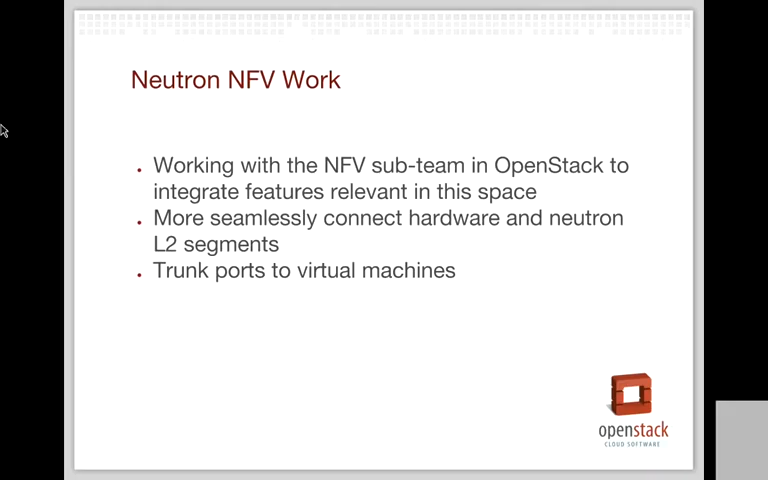 Neutron NFV Work
. Working with the NFV sub-team in OpenStack to
integrate features relevant in this space
. More seamlessly connect hardware and neutron
L2 segments
. Trunk ports to virtual machines
openstack
CLOUD SOFTWARE